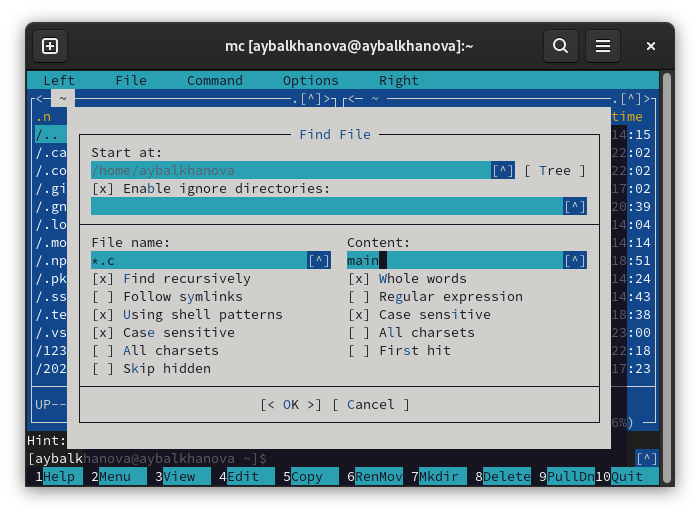 mc [aybalkhanova@aybalkhanova]:~
Left File Command Options Right
<— ~ .[^]> <— ~ .[^]>
.n time
/.. 14:15
/.ca 22:02
Find File
Start at:
/home/aybalkhanova [^] [ Tree ]
/.co 22:02
[x] Enable ignore directories:
/.gi 17:02
[^]
/.gn 20:39
/.lo 14:04
File name: Content:
/.mo 14:14
*.c [^] main [^]
/.np 18:51
[x] Find recursively [x] Whole words
/.pk 14:24
[ ] Follow symlinks [ ] Regular expression
/.ss 14:43
[x] Using shell patterns [x] Case sensitive
/.te 18:38
[x] Case sensitive [ ] All charsets
/.vs 23:00
[ ] All charsets [ ] First hit
/123 22:18
[ ] Skip hidden
/202 17:23
UP-- [< OK >] [ Cancel ]
6%)
Hint:
[aybalkhanova@aybalkhanova ~]$ [^]
1Help 2Menu 3View 4Edit 5Copy 6RenMov 7Mkdir 8Delete 9PullDn 10Quit